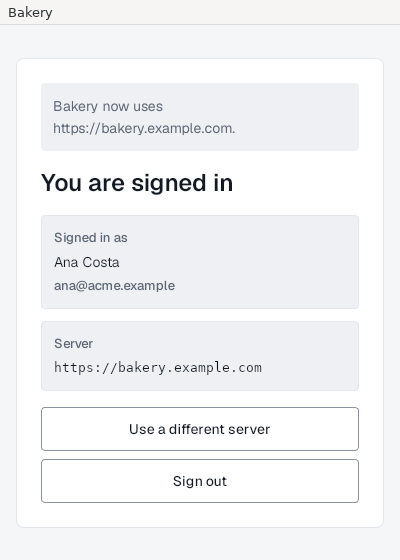 Bakery
Bakery now uses
https://bakery.example.com.
You are signed in
Signed in as
Ana Costa
ana@acme.example
Server
https://bakery.example.com
Use a different server
Sign out